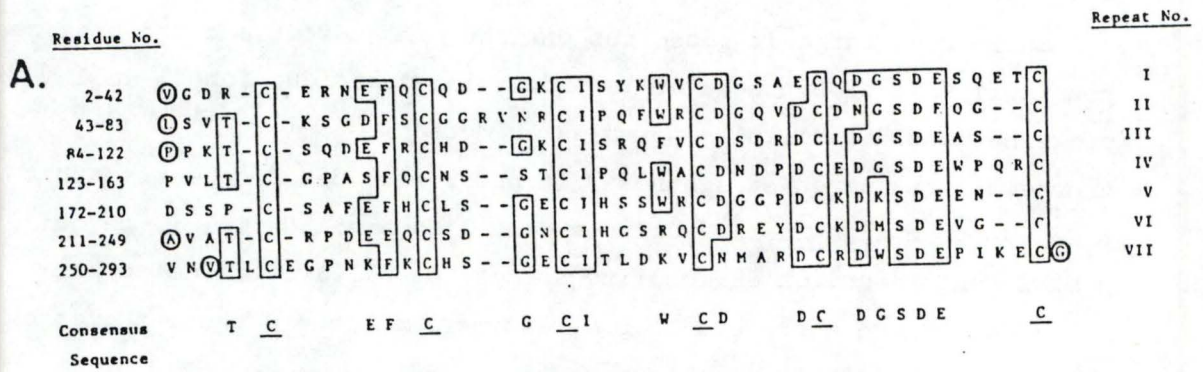 Residue No.
Repeat No.
A.
2-42 V G D R - C - E R N E F Q C Q D - - G K C I S Y K W V C D G S A E C Q D G S D E S Q E T C I
43-83 I S V T - C - K S G D F S C G G R V N R C I P Q F W R C D G Q V D C D N G S D F Q G - - C II
84-122 P P K T - C - S Q D E F R C H D - - G K C I S R Q F V C D S D R D C L D G S D E A S - - C III
123-163 P V L T - C - G P A S F Q C N S - - S T C I P Q L W A C D N D P D C E D G S D E W P Q R C IV
172-210 D S S P - C - S A F E F H C L S - - G E C I H S S W R C D G G P D C K D K S D E E N - - C V
211-249 A V A T - C - R P D E E Q C S D - - G N C I H G S R Q C D R E Y D C K D M S D E V G - - C VI
250-293 V N V T L C E G P N K F K C H S - - G E C I T L D K V C N M A R D C R D W S D E P I K E C G VII
Consensus T C E F C G C I W C D D C D G S D E C
Sequence